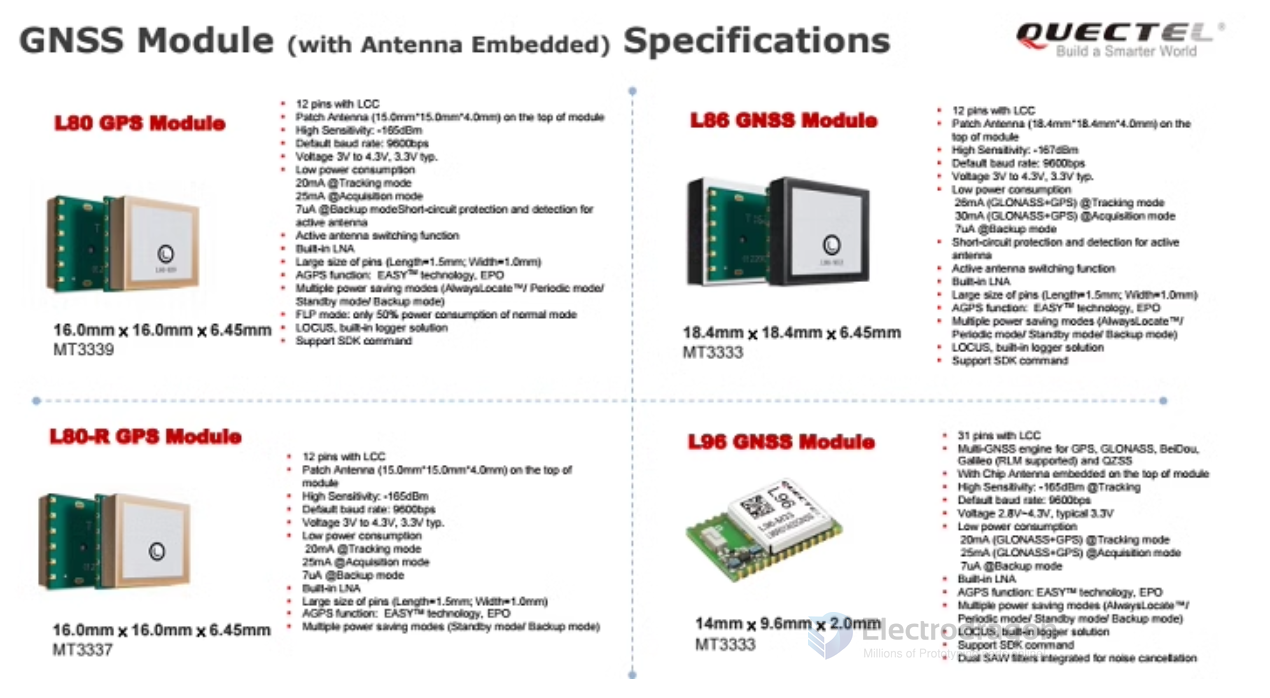 GNSS Module (with Antenna Embedded) Specifications
QUECTEL®
Build a Smarter World
L80 GPS Module
16.0mm x 16.0mm x 6.45mm
MT3339
• 12 pins with LCC
• Patch Antenna (15.0mm*15.0mm*4.0mm) on the top of module
• High Sensitivity: -165dBm
• Default baud rate: 9600bps
• Voltage 3V to 4.3V, 3.3V typ.
• Low power consumption
20mA @Tracking mode
25mA @Acquisition mode
7uA @Backup modeShort-circuit protection and detection for
active antenna
• Active antenna switching function
• Built-in LNA
• Large size of pins (Length=1.5mm; Width=1.0mm)
• AGPS function: EASY™ technology, EPO
• Multiple power saving modes (AlwaysLocate™/ Periodic mode/
Standby mode/ Backup mode)
• FLP mode: only 50% power consumption of normal mode
• LOCUS, built-in logger solution
• Support SDK command
L86 GNSS Module
18.4mm x 18.4mm x 6.45mm
MT3333
• 12 pins with LCC
• Patch Antenna (18.4mm*18.4mm*4.0mm) on the
top of module
• High Sensitivity: -167dBm
• Default baud rate: 9600bps
• Voltage 3V to 4.3V, 3.3V typ.
• Low power consumption
26mA (GLONASS+GPS) @Tracking mode
30mA (GLONASS+GPS) @Acquisition mode
7uA @Backup mode
• Short-circuit protection and detection for active
antenna
• Active antenna switching function
• Built-in LNA
• Large size of pins (Length=1.5mm; Width=1.0mm)
• AGPS function: EASY™ technology, EPO
• Multiple power saving modes (AlwaysLocate™/
Periodic mode/ Standby mode/ Backup mode)
• LOCUS, built-in logger solution
• Support SDK command
L80-R GPS Module
16.0mm x 16.0mm x 6.45mm
MT3337
• 12 pins with LCC
• Patch Antenna (15.0mm*15.0mm*4.0mm) on the top of
module
• High Sensitivity: -165dBm
• Default baud rate: 9600bps
• Voltage 3V to 4.3V, 3.3V typ.
• Low power consumption
20mA @Tracking mode
25mA @Acquisition mode
7uA @Backup mode
• Built-in LNA
• Large size of pins (Length=1.5mm; Width=1.0mm)
• AGPS function: EASY™ technology, EPO
• Multiple power saving modes (Standby mode/ Backup mode)
L96 GNSS Module
QUECTEL
L96
L96-M33
14mm x 9.6mm x 2.0mm
MT3333
• 31 pins with LCC
• Multi-GNSS engine for GPS, GLONASS, BeiDou,
Galileo (RLM supported) and QZSS
• With Chip Antenna embedded on the top of module
• High Sensitivity: -165dBm @Tracking
• Default baud rate: 9600bps
• Voltage 2.8V~4.3V, typical 3.3V
• Low power consumption
20mA (GLONASS+GPS) @Tracking mode
25mA (GLONASS+GPS) @Acquisition mode
7uA @Backup mode
• Built-in LNA
• AGPS function: EASY™ technology, EPO
• Multiple power saving modes (AlwaysLocate™/
Periodic mode/ Standby mode/ Backup mode)
• LOCUS, built-in logger solution
• Support SDK command
• Dual SAW filters integrated for noise cancellation
Electrodragon
Millions of